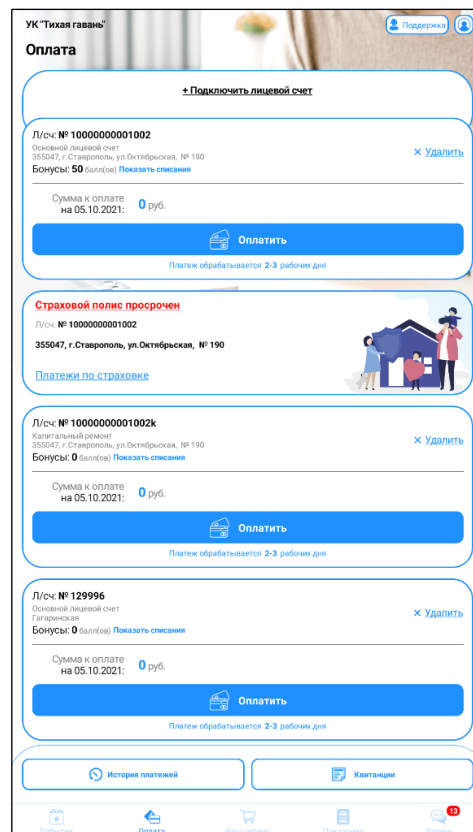 УК "Тихая гавань"
Поддержка
Оплата
+ Подключить лицевой счет
Л/сч: № 10000000001002
Основной лицевой счет
355047, г.Ставрополь, ул.Октябрьская, № 190
Бонусы: 50 балл(ов) Показать списания
× Удалить
Сумма к оплате
на 05.10.2021: 0 руб.
Оплатить
Платеж обрабатывается 2-3 рабочих дня
Страховой полис просрочен
Л/сч: № 10000000001002
355047, г.Ставрополь, ул.Октябрьская, № 190
Платежи по страховке
Л/сч: № 10000000001002k
Капитальный ремонт
355047, г.Ставрополь, ул.Октябрьская, № 190
Бонусы: 0 балл(ов) Показать списания
× Удалить
Сумма к оплате
на 05.10.2021: 0 руб.
Оплатить
Платеж обрабатывается 2-3 рабочих дня
Л/сч: № 129996
Основной лицевой счет
Гагаринская
Бонусы: 0 балл(ов) Показать списания
× Удалить
Сумма к оплате
на 05.10.2021: 0 руб.
Оплатить
Платеж обрабатывается 2-3 рабочих дня
История платежей
Квитанции
13
События Оплата Наш сервис Показания Заявки